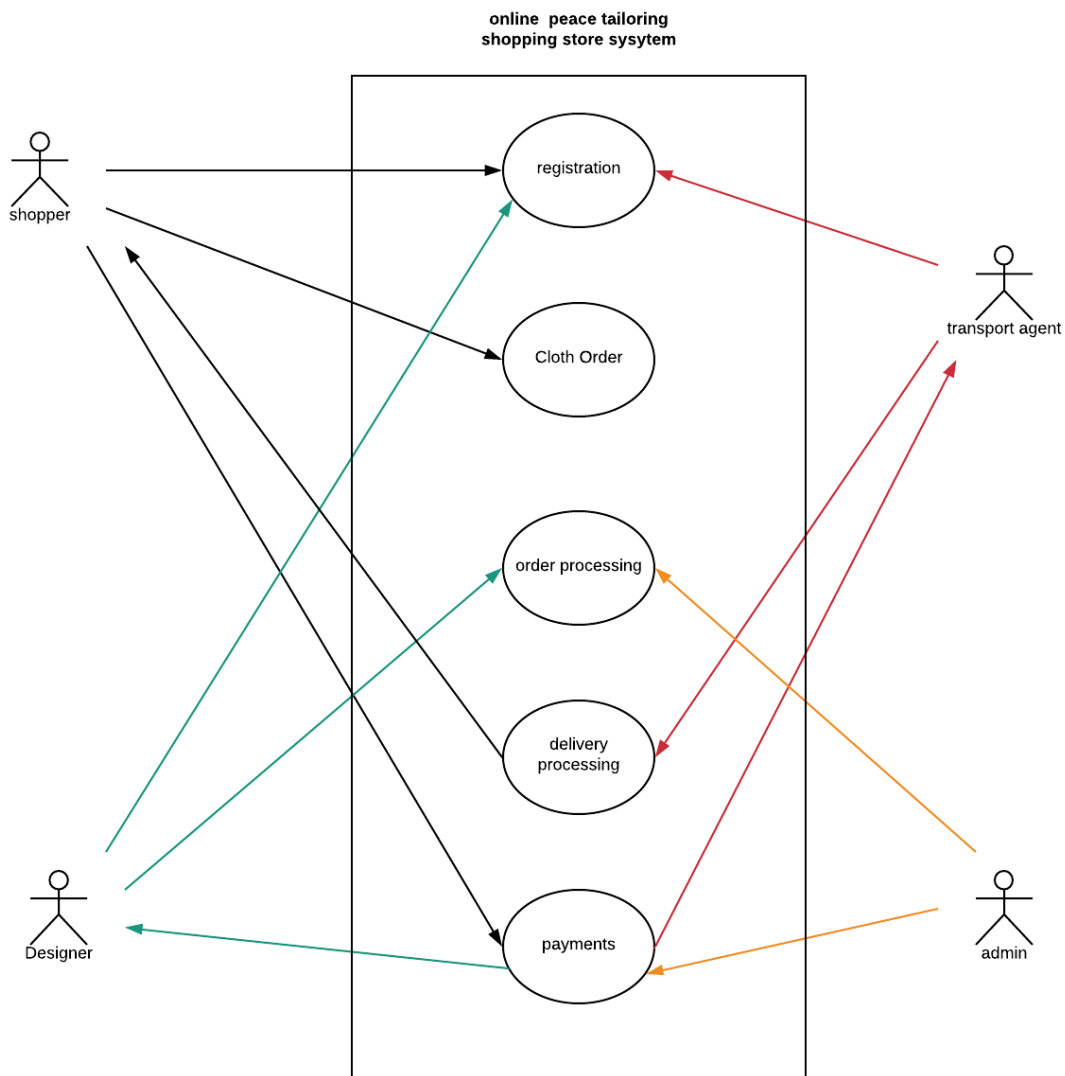 online  peace tailoring
shopping store sysytem
registration
shopper
transport agent
Cloth Order
order processing
delivery
processing
payments
Designer
admin